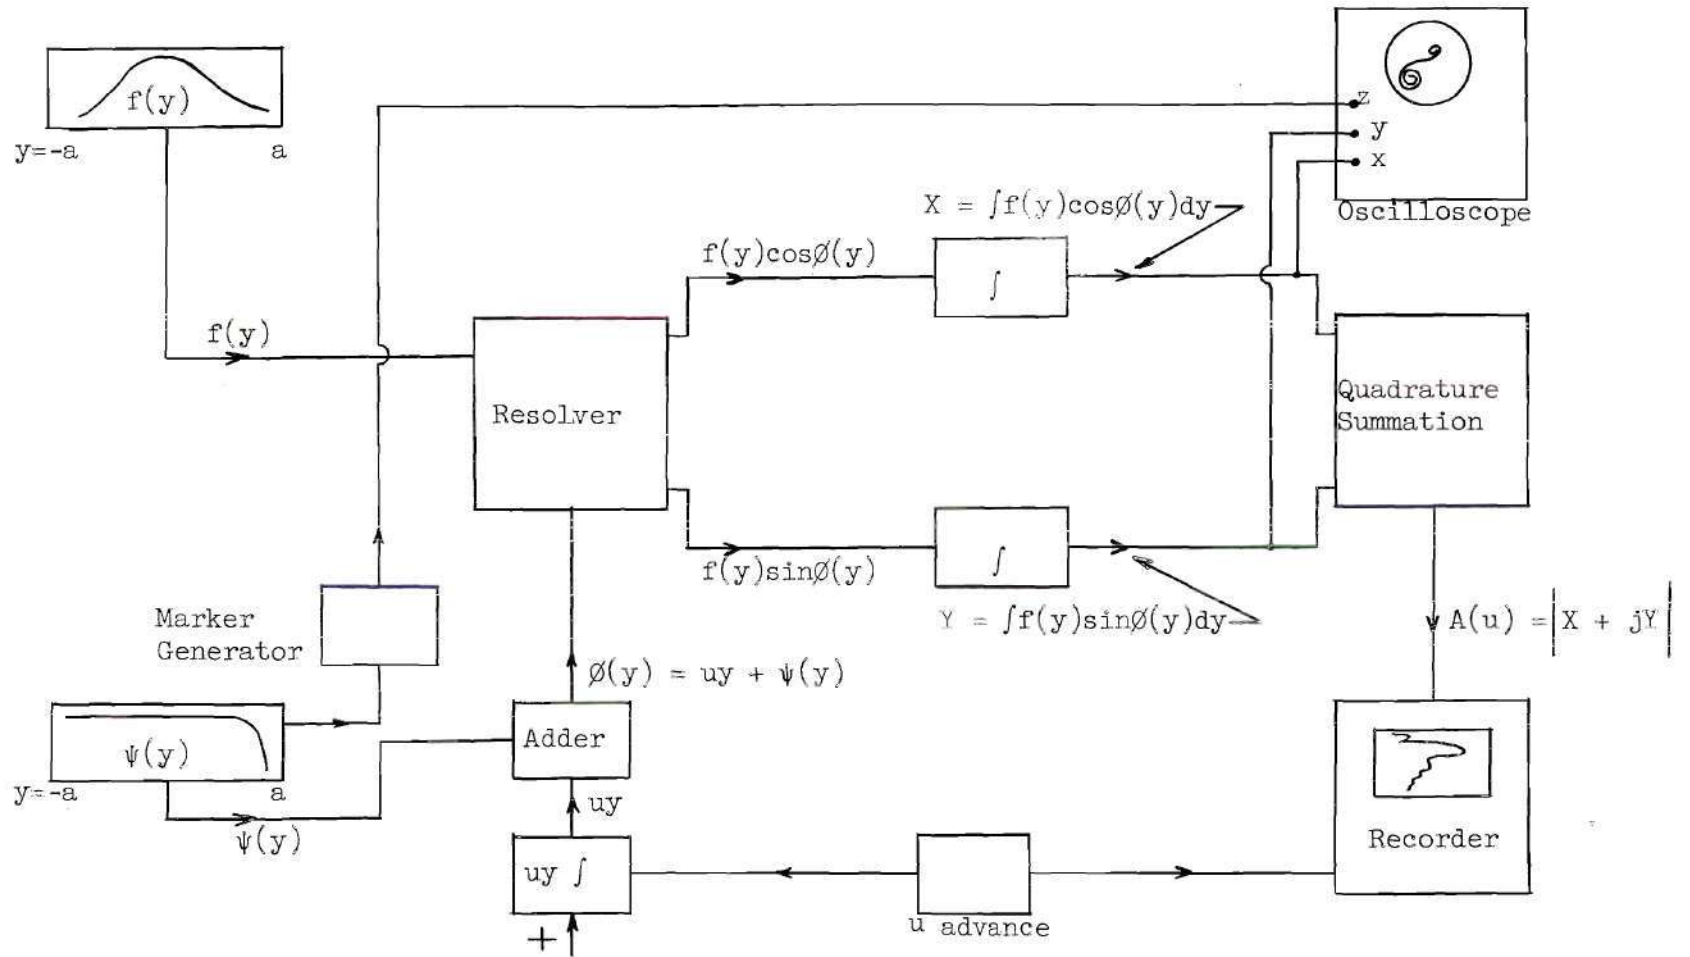 f(y)
y=-a
a
z
y
x
Oscilloscope
X = ∫f(y)cosØ(y)dy
f(y)cosØ(y)
∫
f(y)
Resolver
Quadrature
Summation
f(y)sinØ(y)
∫
Y = ∫f(y)sinØ(y)dy
A(u) = |X + jY|
Marker
Generator
Ø(y) = uy + ψ(y)
ψ(y)
y=-a
a
ψ(y)
Adder
uy
uy ∫
+
u advance
Recorder